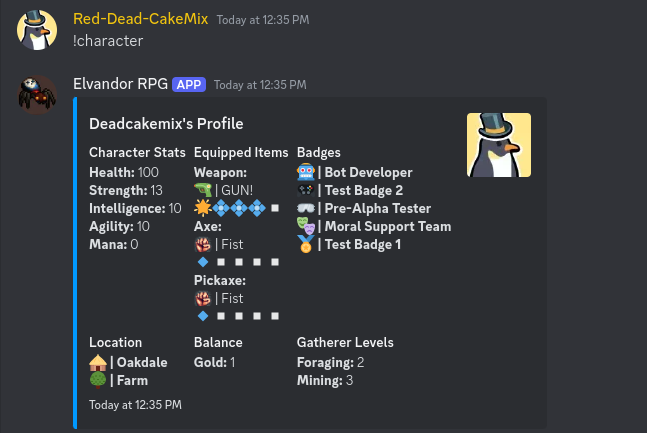 Red-Dead-CakeMix Today at 12:35 PM
!character
Elvandor RPG APP Today at 12:35 PM
Deadcakemix's Profile
Character Stats
Health: 100
Strength: 13
Intelligence: 10
Agility: 10
Mana: 0
Equipped Items
Weapon:
| GUN!
Axe:
| Fist
Pickaxe:
| Fist
Badges
| Bot Developer
| Test Badge 2
| Pre-Alpha Tester
| Moral Support Team
| Test Badge 1
Location
| Oakdale
| Farm
Balance
Gold: 1
Gatherer Levels
Foraging: 2
Mining: 3
Today at 12:35 PM